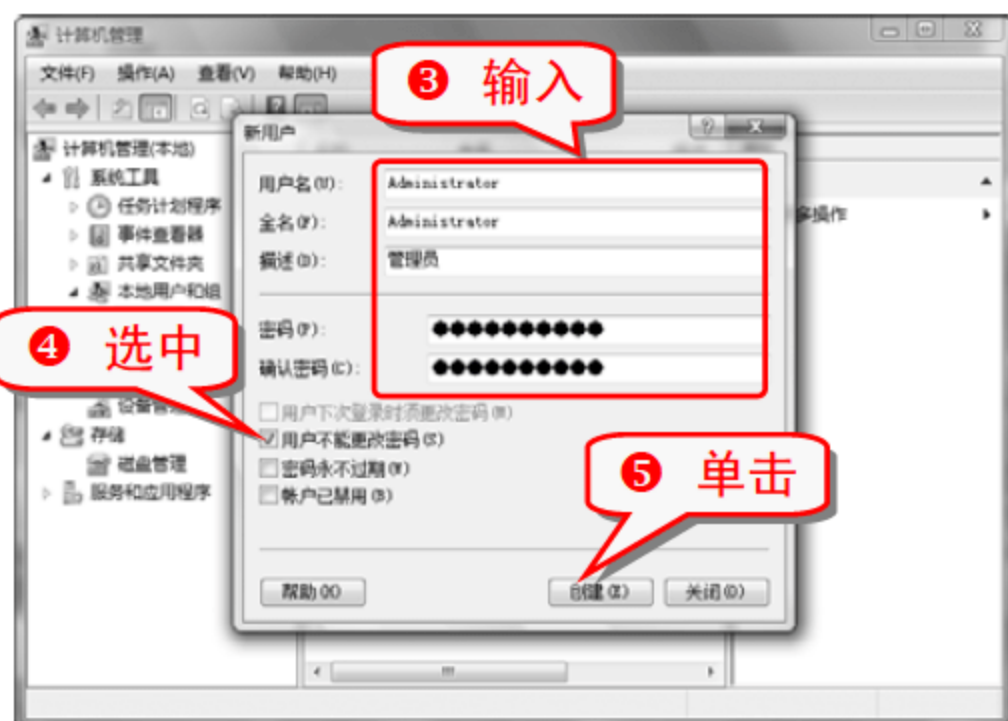 计算机管理
文件(F) 操作(A) 查看(V) 帮助(H)
❸ 输入
新用户
计算机管理(本地)
系统工具
任务计划程序
事件查看器
共享文件夹
本地用户和组
设备管
存储
磁盘管理
服务和应用程序
多操作
用户名(U): Administrator
全名(F): Administrator
描述(D): 管理员
密码(P): ●●●●●●●●●●
确认密码(C): ●●●●●●●●●●
❹ 选中
用户下次登录时须更改密码(M)
用户不能更改密码(S)
密码永不过期(W)
帐户已禁用(B)
❺ 单击
帮助(H) 创建(E) 关闭(O)